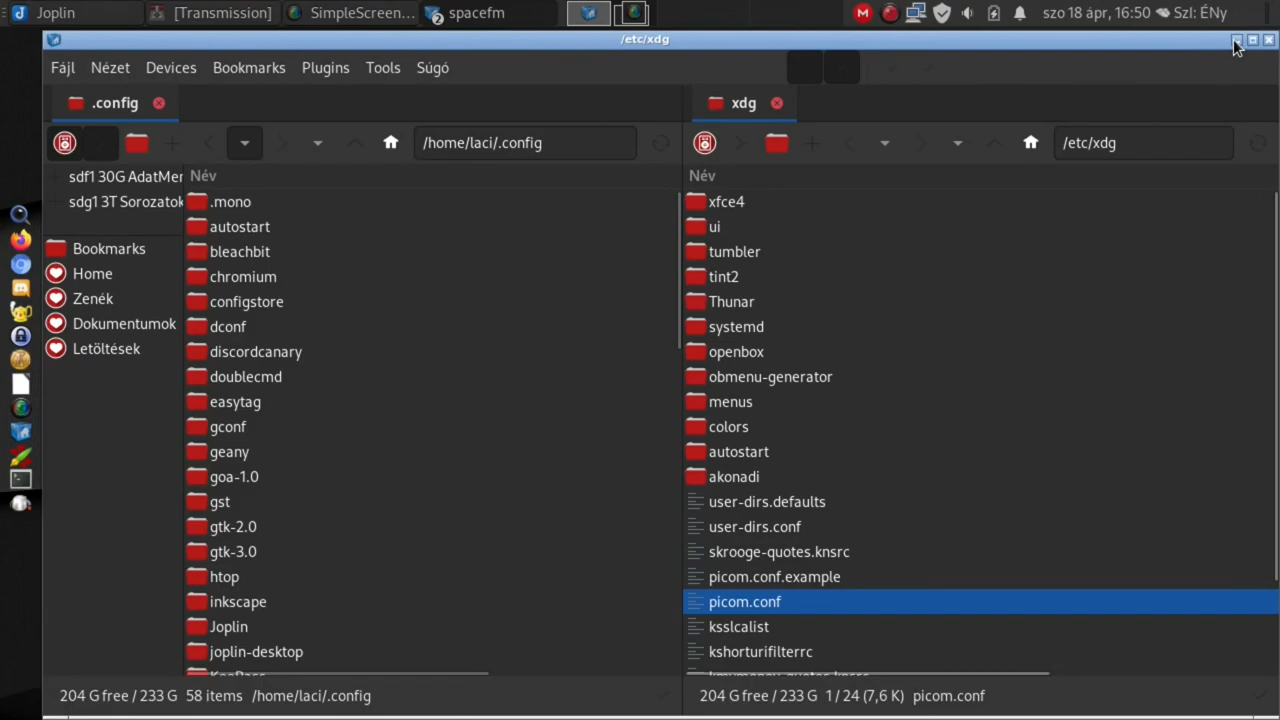 Joplin
[Transmission]
SimpleScreen...
2 spacefm
M
szo 18 ápr, 16:50
Szl: ÉNy
/etc/xdg
Fájl Nézet Devices Bookmarks Plugins Tools Súgó
.config
xdg
/home/laci/.config
/etc/xdg
sdf1 30G AdatMer
sdg1 3T Sorozatok
Bookmarks
Home
Zenék
Dokumentumok
Letöltések
Név
.mono
autostart
bleachbit
chromium
configstore
dconf
discordcanary
doublecmd
easytag
gconf
geany
goa-1.0
gst
gtk-2.0
gtk-3.0
htop
inkscape
Joplin
joplin-desktop
Név
xfce4
ui
tumbler
tint2
Thunar
systemd
openbox
obmenu-generator
menus
colors
autostart
akonadi
user-dirs.defaults
user-dirs.conf
skrooge-quotes.knsrc
picom.conf.example
picom.conf
ksslcalist
kshorturifilterrc
204 G free / 233 G 58 items /home/laci/.config
204 G free / 233 G 1 / 24 (7,6 K) picom.conf